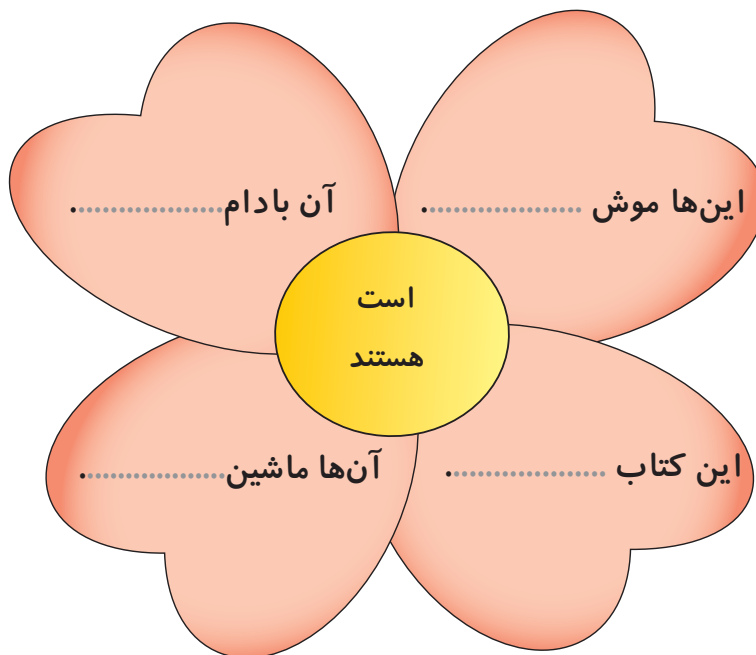 این‌ها موش ..................
آن بادام ..................
است
هستند
این کتاب ..................
آن‌ها ماشین ..................